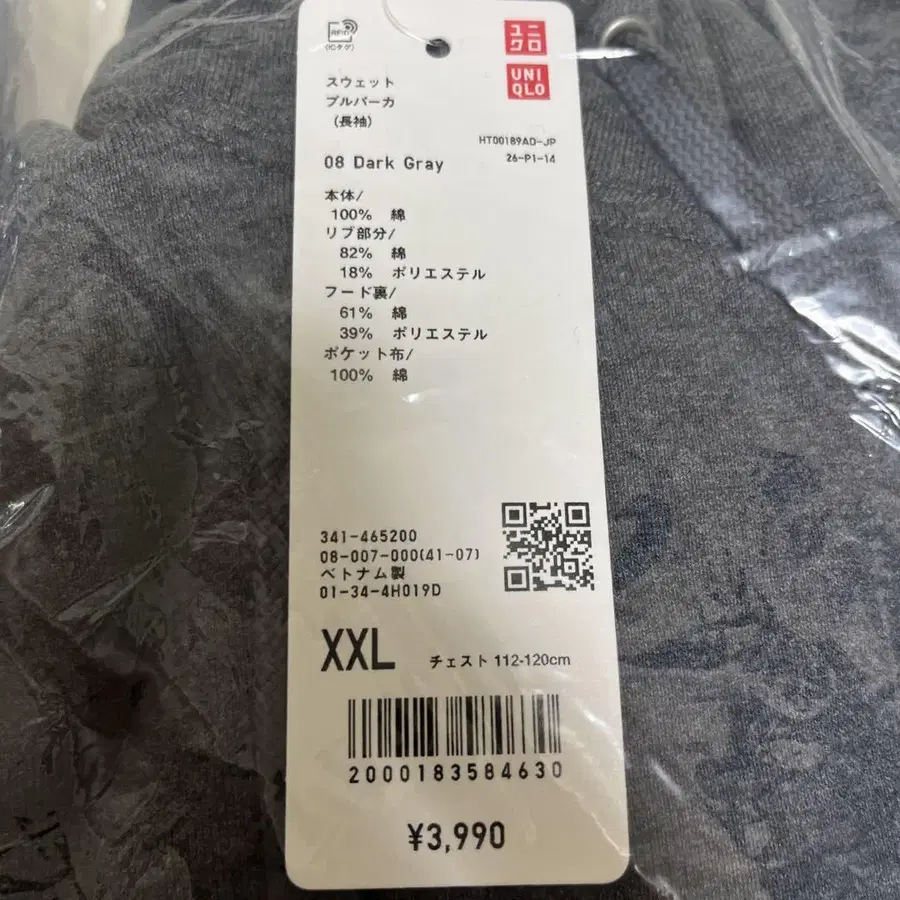 RFID
(ICタグ)
ユニ
クロ
UNI
QLO
スウェット
プルパーカ
(長袖)
HT00189AD-JP
26-P1-14
08 Dark Gray
本体/
100% 綿
リブ部分/
82% 綿
18% ポリエステル
フード裏/
61% 綿
39% ポリエステル
ポケット布/
100% 綿
341-465200
08-007-000(41-07)
ベトナム製
01-34-4H019D
XXL チェスト 112-120cm
2000183584630
¥3,990